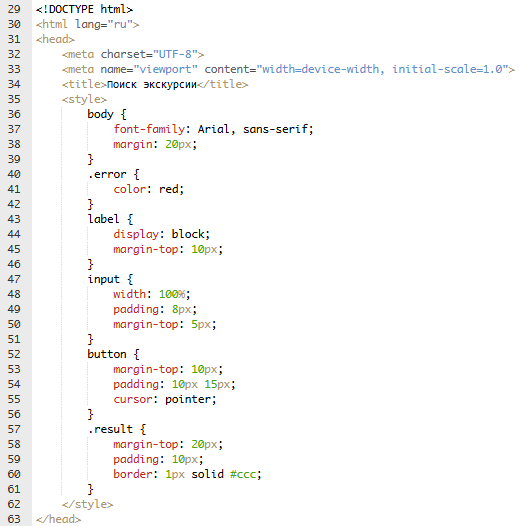 29 <!DOCTYPE html>
30 <html lang="ru">
31 <head>
32     <meta charset="UTF-8">
33     <meta name="viewport" content="width=device-width, initial-scale=1.0">
34     <title>Поиск экскурсии</title>
35     <style>
36         body {
37             font-family: Arial, sans-serif;
38             margin: 20px;
39         }
40         .error {
41             color: red;
42         }
43         label {
44             display: block;
45             margin-top: 10px;
46         }
47         input {
48             width: 100%;
49             padding: 8px;
50             margin-top: 5px;
51         }
52         button {
53             margin-top: 10px;
54             padding: 10px 15px;
55             cursor: pointer;
56         }
57         .result {
58             margin-top: 20px;
59             padding: 10px;
60             border: 1px solid #ccc;
61         }
62     </style>
63 </head>